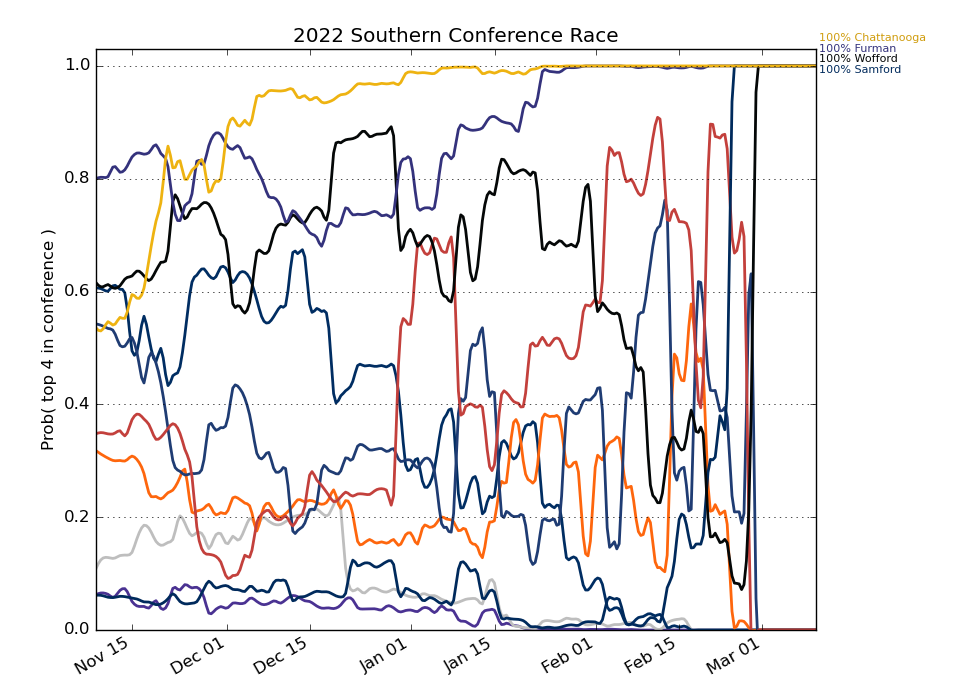 2022 Southern Conference Race
100% Chattanooga
100% Furman
100% Wofford
100% Samford
Prob( top 4 in conference )
1.0
0.8
0.6
0.4
0.2
0.0
Nov 15
Dec 01
Dec 15
Jan 01
Jan 15
Feb 01
Feb 15
Mar 01